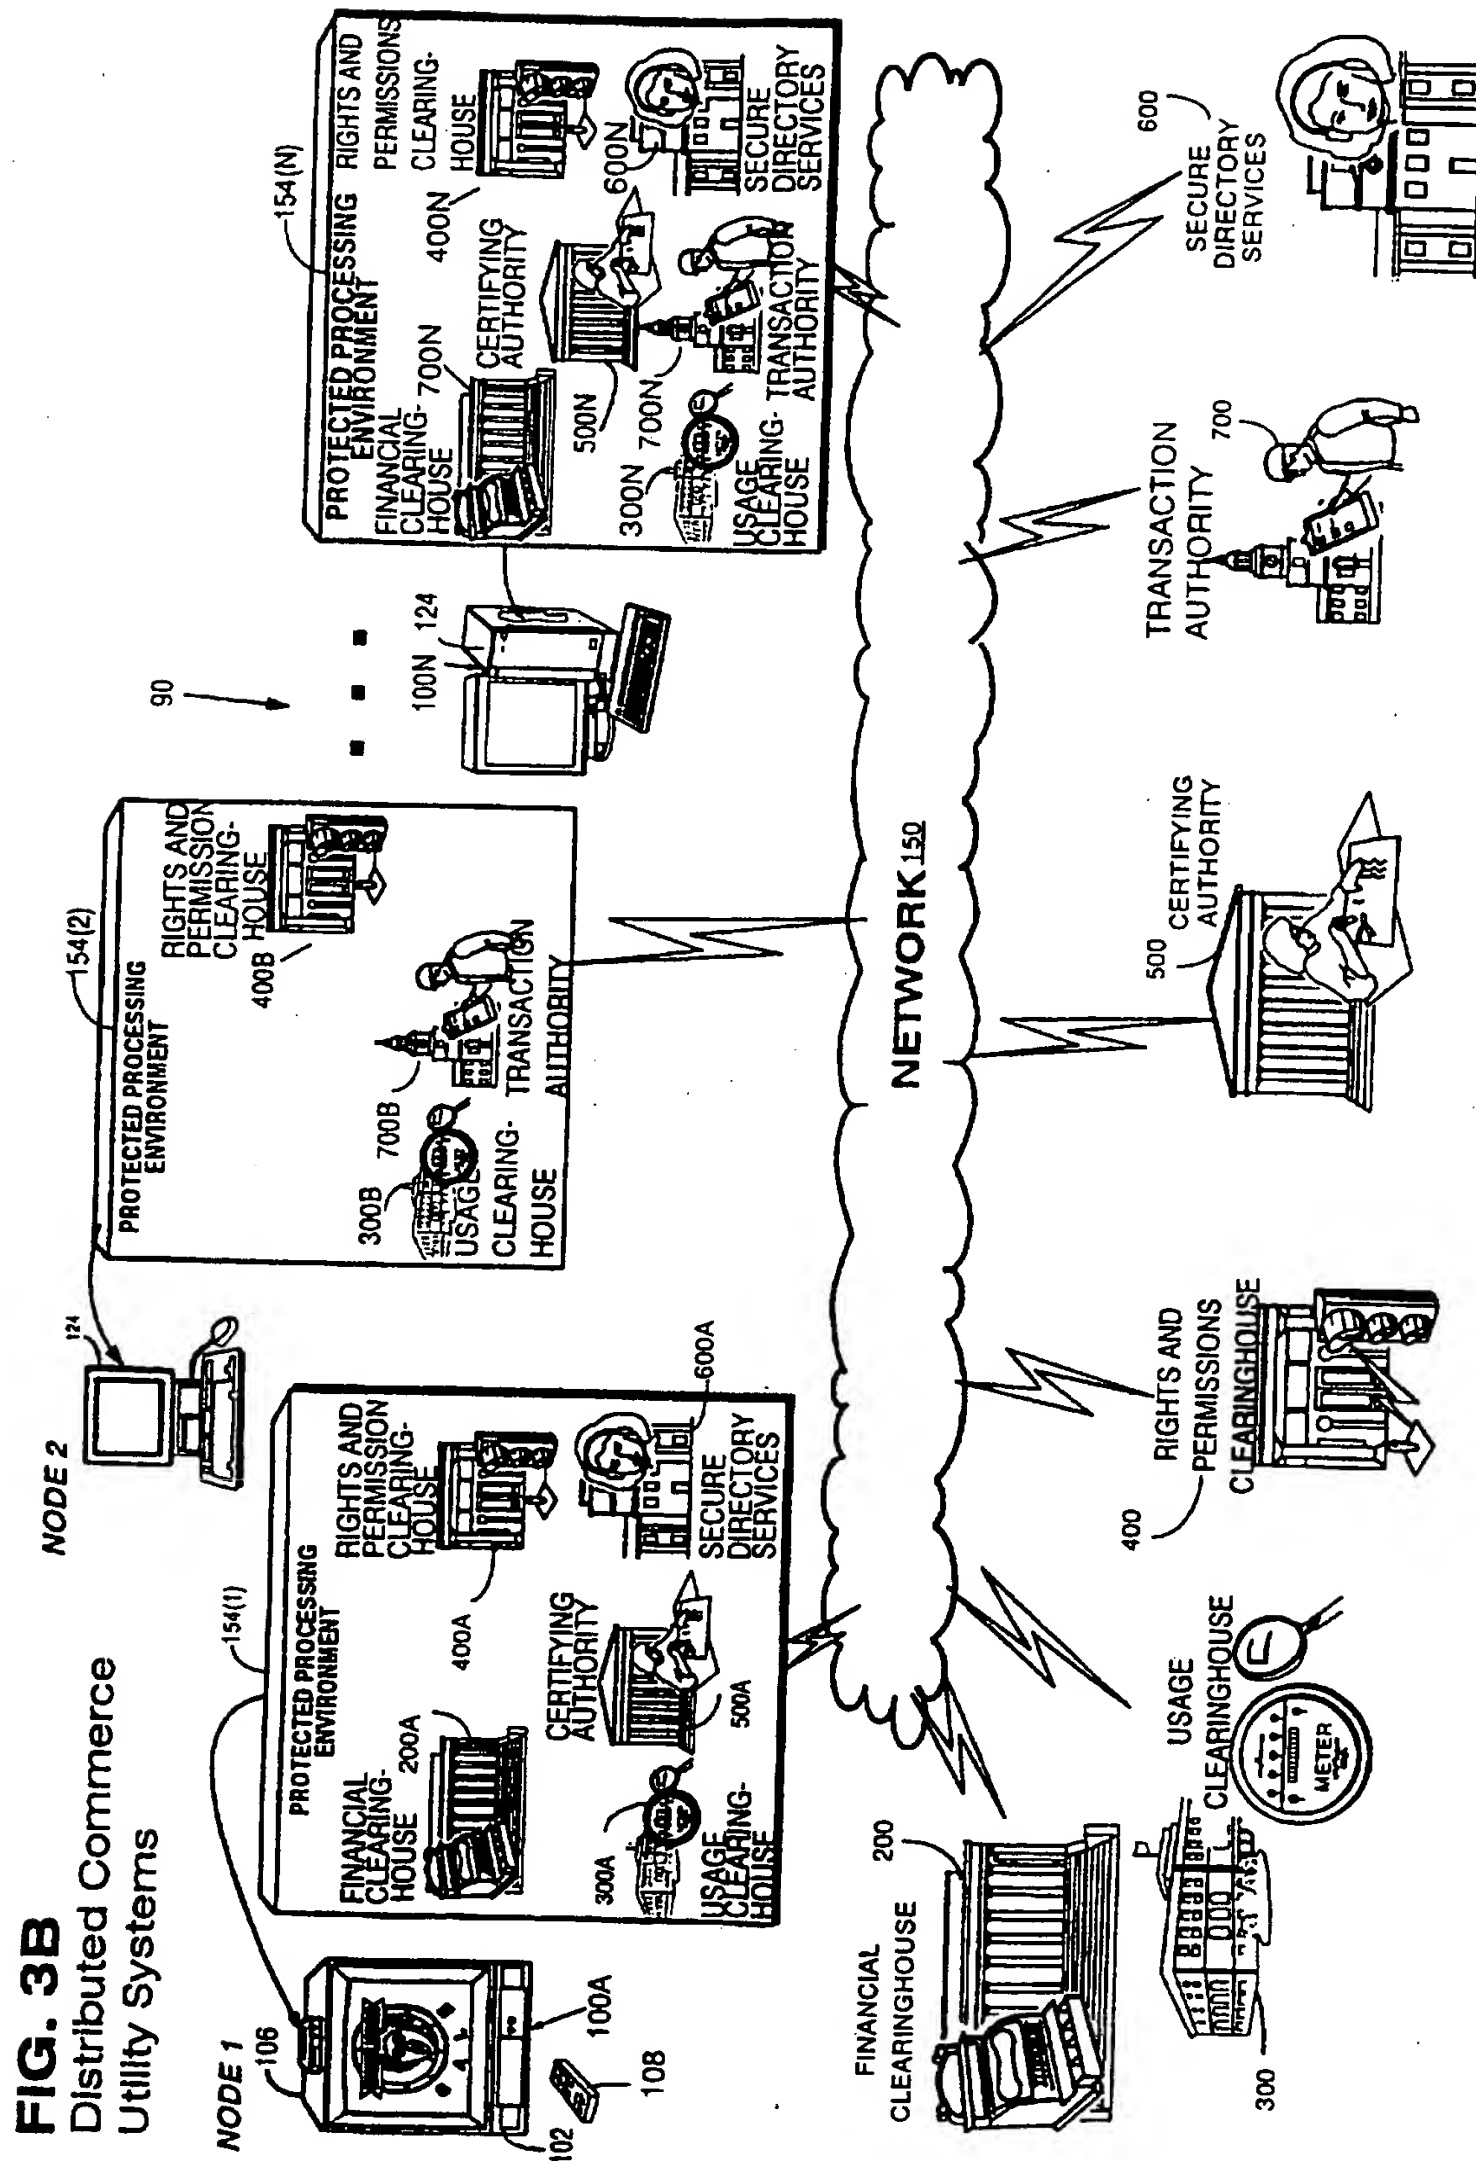 FIG. 3B
Distributed Commerce
Utility Systems
NODE 1
106
102
100A
108
154(1)
PROTECTED PROCESSING
ENVIRONMENT
FINANCIAL
CLEARING-
HOUSE
200A
RIGHTS AND
PERMISSION
CLEARING-
HOUSE
400A
CERTIFYING
AUTHORITY
500A
300A
USAGE
CLEARING-
HOUSE
SECURE
DIRECTORY
SERVICES
600A
NODE 2
124
154(2)
PROTECTED PROCESSING
ENVIRONMENT
RIGHTS AND
PERMISSION
CLEARING-
HOUSE
400B
300B
USAGE
CLEARING-
HOUSE
700B
TRANSACTION
AUTHORITY
90
100N
124
154(N)
PROTECTED PROCESSING
ENVIRONMENT
RIGHTS AND
PERMISSIONS
CLEARING-
HOUSE
400N
FINANCIAL
CLEARING-
HOUSE
700N
CERTIFYING
AUTHORITY
500N
600N
SECURE
DIRECTORY
SERVICES
300N
USAGE
CLEARING-
HOUSE
700N
TRANSACTION
AUTHORITY
NETWORK 150
FINANCIAL
CLEARINGHOUSE
200
300
USAGE
CLEARINGHOUSE
METER
400
RIGHTS AND
PERMISSIONS
CLEARINGHOUSE
500
CERTIFYING
AUTHORITY
TRANSACTION
AUTHORITY
700
SECURE
DIRECTORY
SERVICES
600